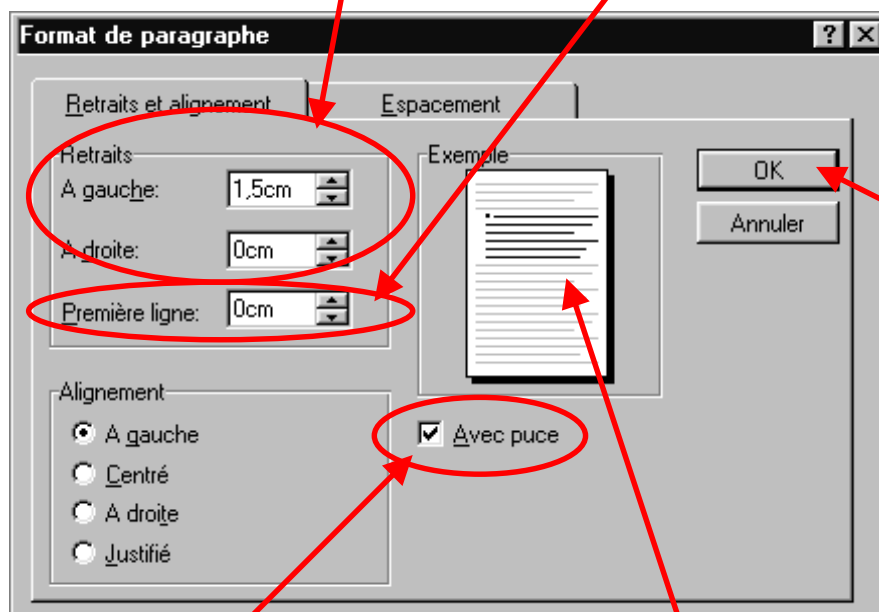 Format de paragraphe
Retraits et alignement
Espacement
Retraits
A gauche: 1,5cm
A droite: 0cm
Première ligne: 0cm
Exemple
OK
Annuler
Alignement
A gauche
Centré
A droite
Justifié
Avec puce